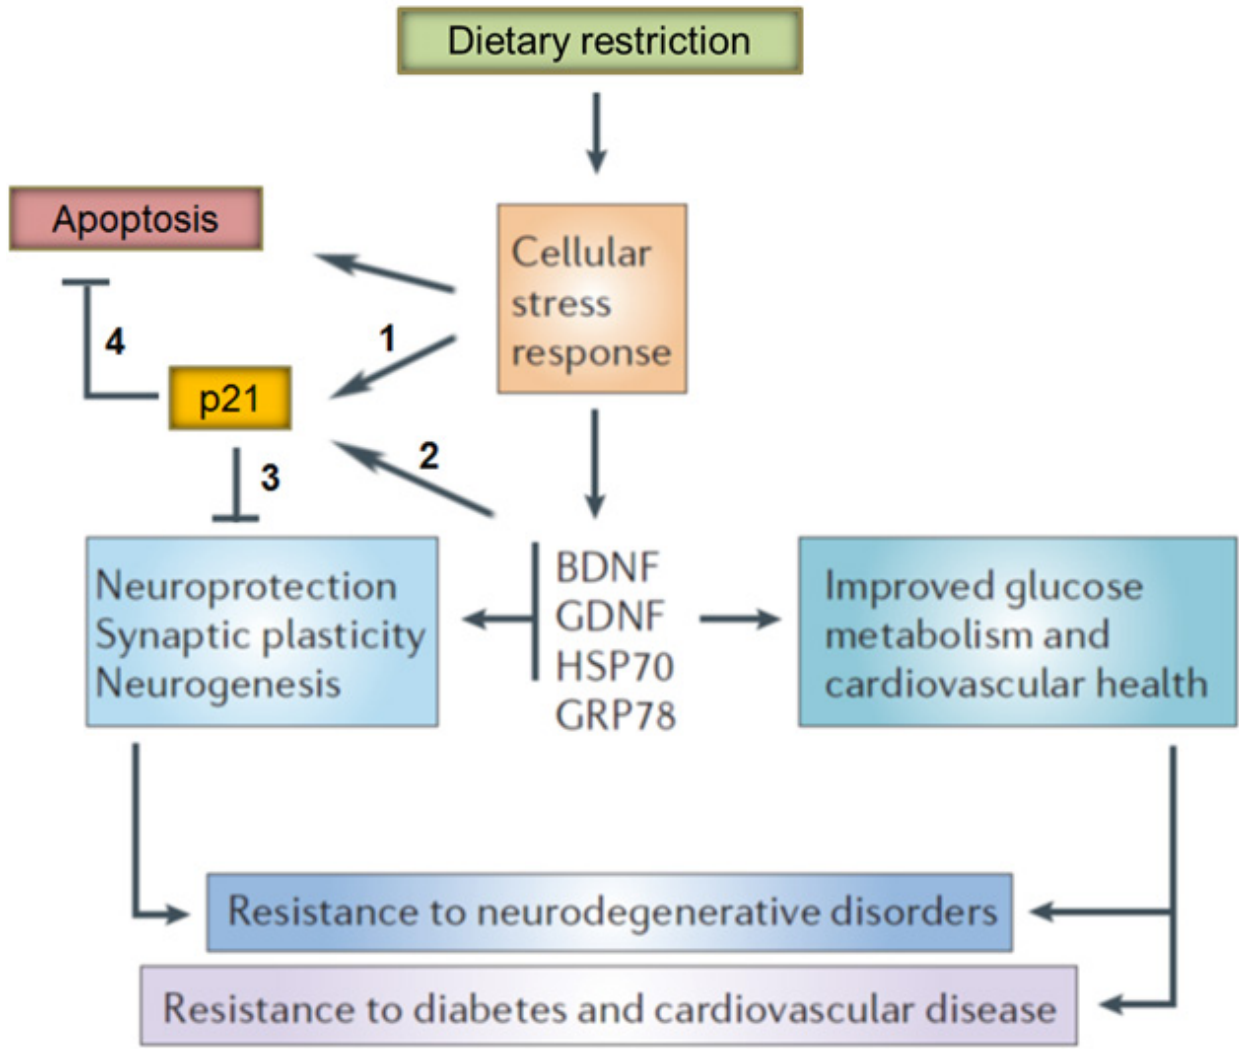 Dietary restriction
Apoptosis
Cellular
stress
response
1
4
p21
2
3
Neuroprotection
Synaptic plasticity
Neurogenesis
BDNF
GDNF
HSP70
GRP78
Improved glucose
metabolism and
cardiovascular health
Resistance to neurodegenerative disorders
Resistance to diabetes and cardiovascular disease